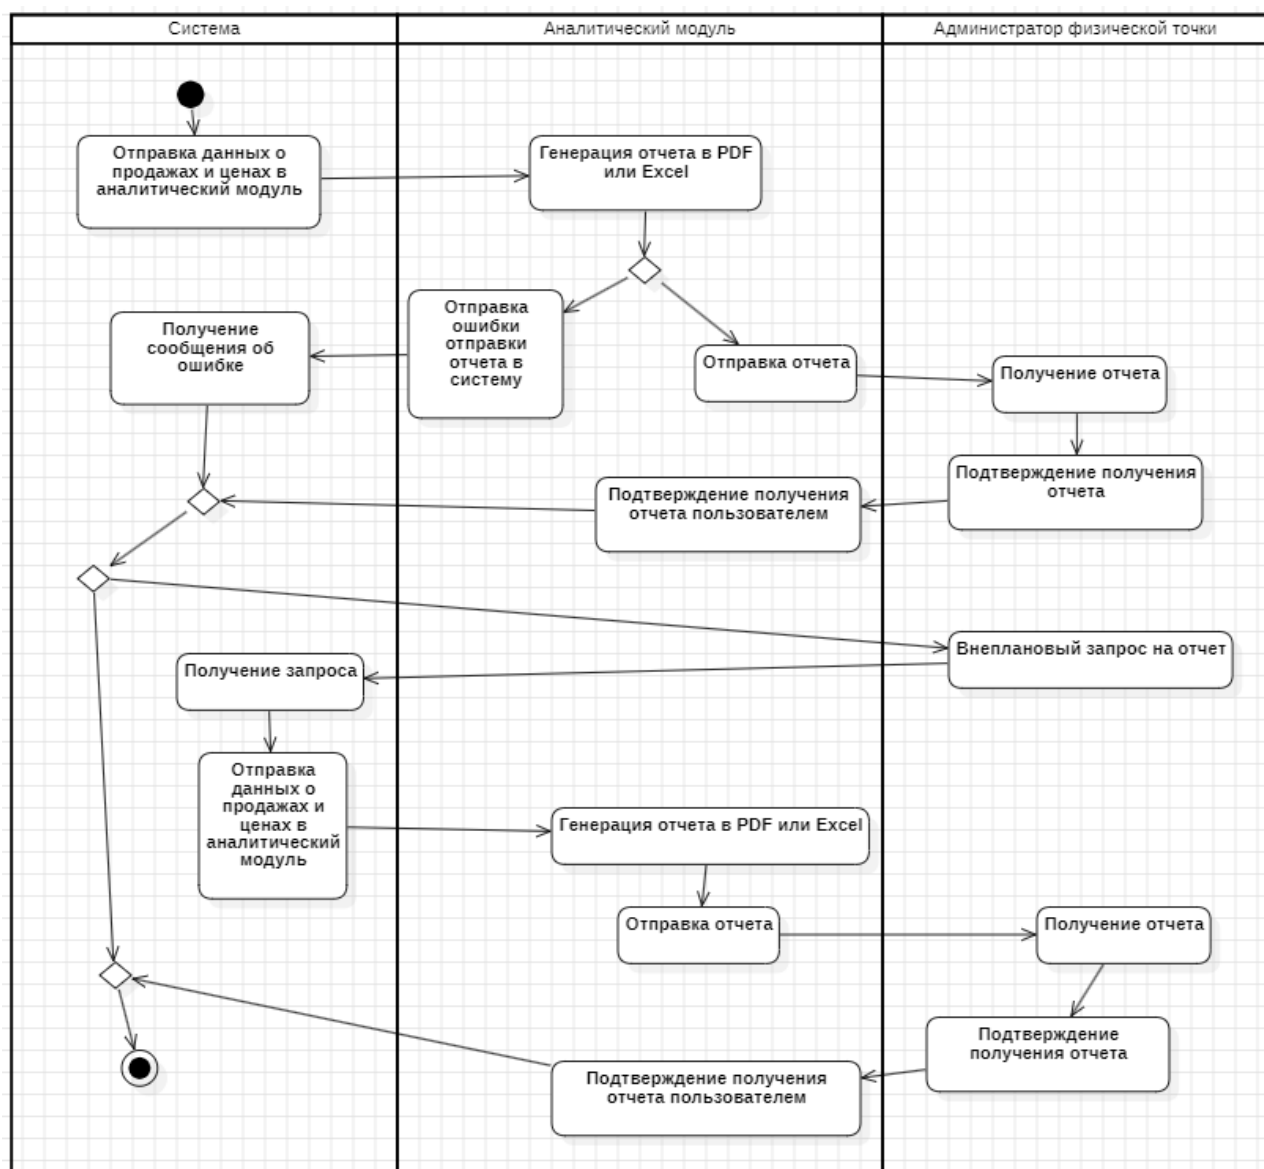 Система
Аналитический модуль
Администратор физической точки
Отправка данных о
продажах и ценах в
аналитический модуль
Генерация отчета в PDF
или Excel
Получение
сообщения об
ошибке
Отправка
ошибки
отправки
отчета в
систему
Отправка отчета
Получение отчета
Подтверждение получения
отчета
Подтверждение получения
отчета пользователем
Внеплановый запрос на отчет
Получение запроса
Отправка
данных о
продажах и
ценах в
аналитический
модуль
Генерация отчета в PDF или Excel
Отправка отчета
Получение отчета
Подтверждение
получения отчета
Подтверждение получения
отчета пользователем